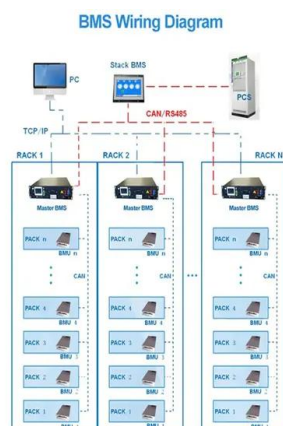 BMS Wiring Diagram
PC
Stack BMS
PCS
CAN/RS485
TCP/IP
RACK 1
RACK 2
RACK N
Master BMS
Master BMS
Master BMS
PACK n
BMU n
PACK n
BMU n
PACK n
BMU n
CAN
CAN
CAN
PACK 4
BMU 4
PACK 4
BMU 4
PACK 4
BMU 4
PACK 3
BMU 3
PACK 3
BMU 3
PACK 3
BMU 3
PACK 2
BMU 2
PACK 2
BMU 2
PACK 2
BMU 2
PACK 1
PACK 1
PACK 1